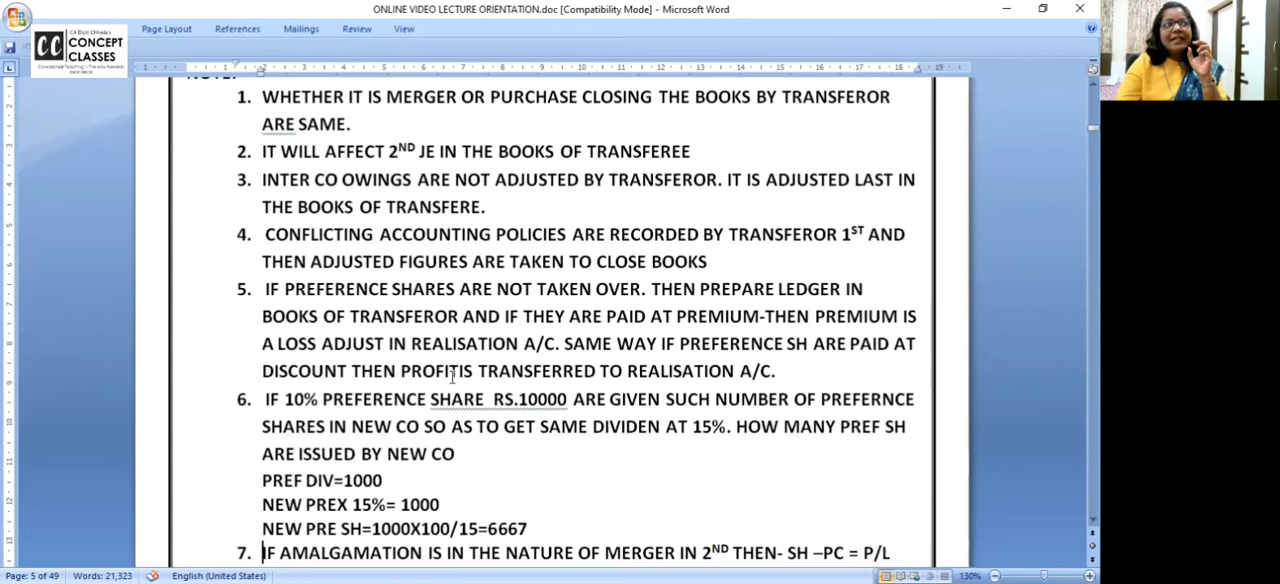 ONLINE VIDEO LECTURE ORIENTATION.doc [Compatibility Mode] - Microsoft Word
Page Layout References Mailings Review View
CONCEPT
CLASSES
1. WHETHER IT IS MERGER OR PURCHASE CLOSING THE BOOKS BY TRANSFEROR
ARE SAME.
2. IT WILL AFFECT 2ND JE IN THE BOOKS OF TRANSFEREE
3. INTER CO OWINGS ARE NOT ADJUSTED BY TRANSFEROR. IT IS ADJUSTED LAST IN
THE BOOKS OF TRANSFERE.
4. CONFLICTING ACCOUNTING POLICIES ARE RECORDED BY TRANSFEROR 1ST AND
THEN ADJUSTED FIGURES ARE TAKEN TO CLOSE BOOKS
5. IF PREFERENCE SHARES ARE NOT TAKEN OVER. THEN PREPARE LEDGER IN
BOOKS OF TRANSFEROR AND IF THEY ARE PAID AT PREMIUM-THEN PREMIUM IS
A LOSS ADJUST IN REALISATION A/C. SAME WAY IF PREFERENCE SH ARE PAID AT
DISCOUNT THEN PROFITIS TRANSFERRED TO REALISATION A/C.
6. IF 10% PREFERENCE SHARE RS.10000 ARE GIVEN SUCH NUMBER OF PREFERNCE
SHARES IN NEW CO SO AS TO GET SAME DIVIDEN AT 15%. HOW MANY PREF SH
ARE ISSUED BY NEW CO
PREF DIV=1000
NEW PREX 15%= 1000
NEW PRE SH=1000X100/15=6667
7. IF AMALGAMATION IS IN THE NATURE OF MERGER IN 2ND THEN- SH –PC = P/L
Page: 5 of 49 Words: 21,323 English (United States) 130%